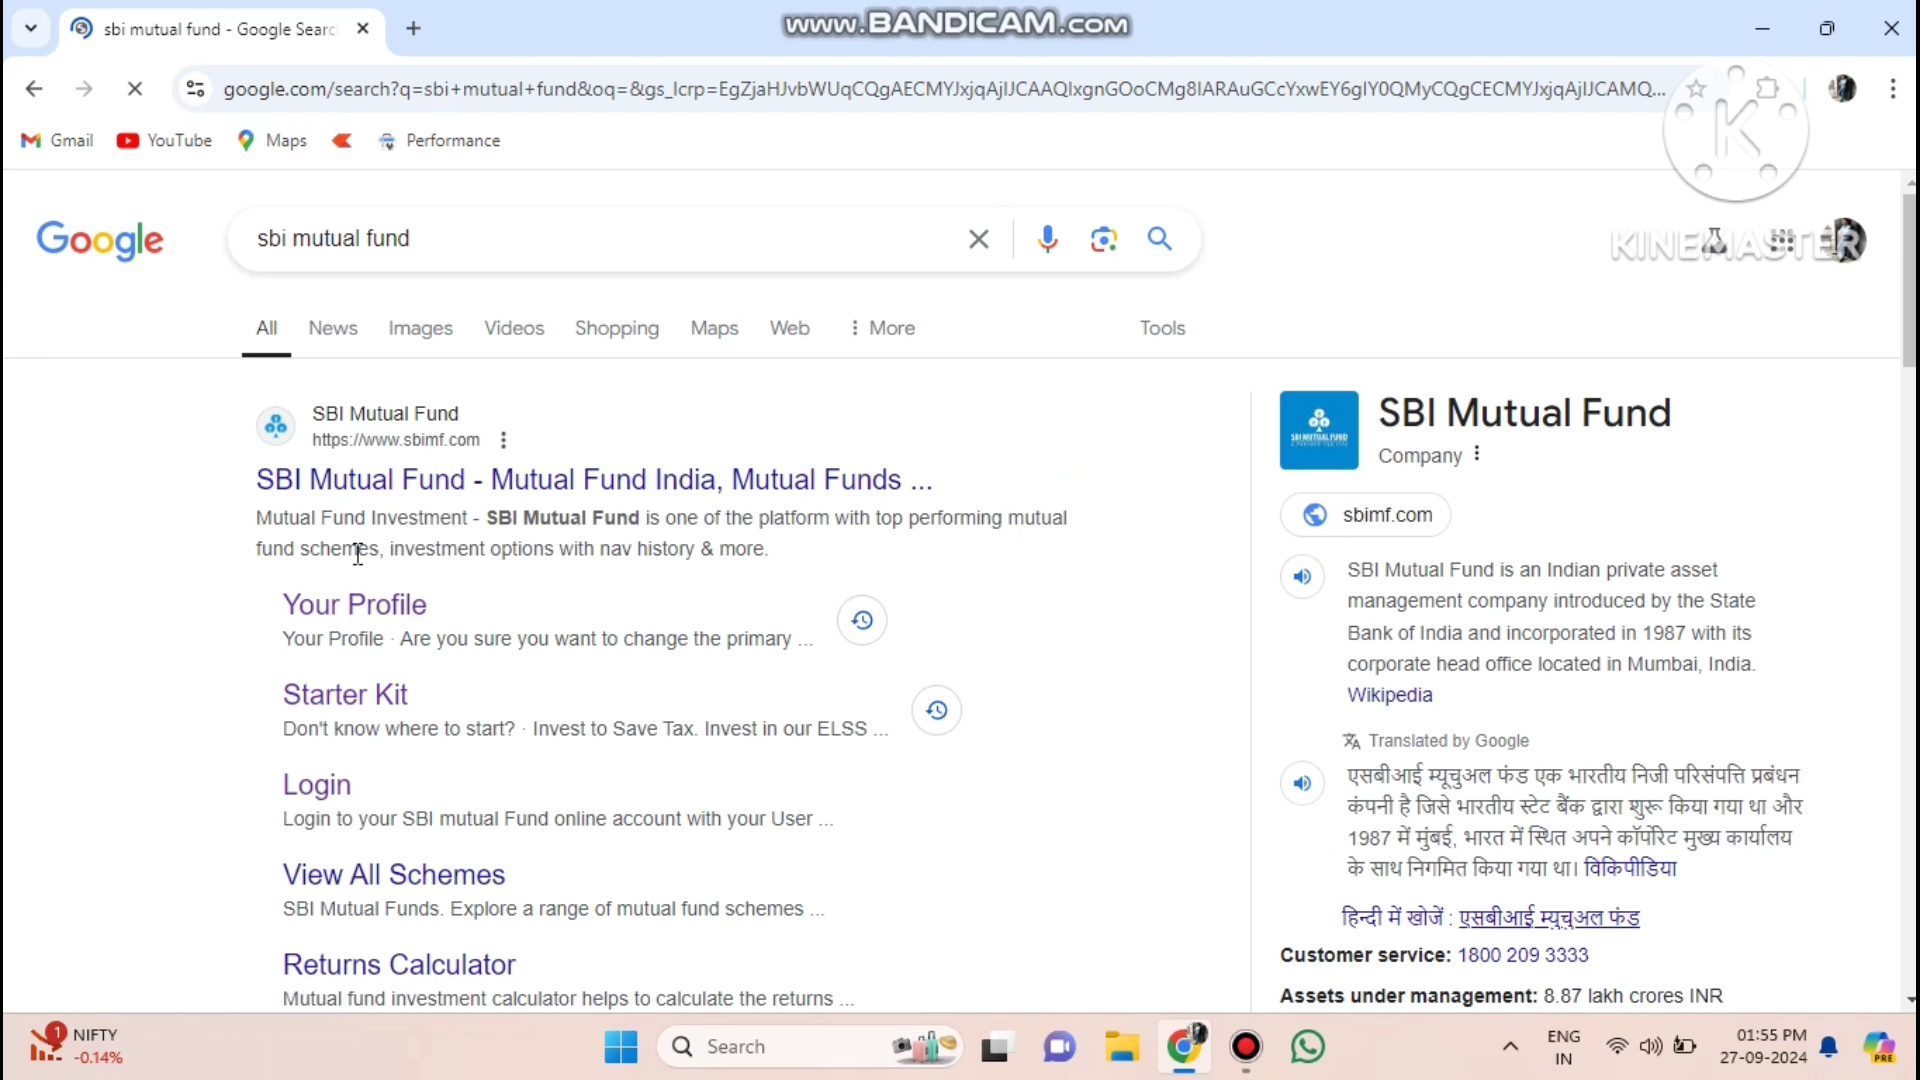 www.BANDICAM.com
sbi mutual fund - Google Searc
google.com/search?q=sbi+mutual+fund&oq=&gs_lcrp=EgZjaHJvbWUqCQgAECMYJxjqAjIJCAAQIxgnGOoCMg8IARAuGCcYxwEY6gIY0QMyCQgCECMYJxjqAjIJCAMQ...
Gmail YouTube Maps Performance
K
KINEMASTER
Google
sbi mutual fund
All News Images Videos Shopping Maps Web More Tools
SBI Mutual Fund
https://www.sbimf.com
SBI Mutual Fund - Mutual Fund India, Mutual Funds ...
Mutual Fund Investment - SBI Mutual Fund is one of the platform with top performing mutual
fund schemes, investment options with nav history & more.
Your Profile
Your Profile · Are you sure you want to change the primary ...
Starter Kit
Don't know where to start? · Invest to Save Tax. Invest in our ELSS ...
Login
Login to your SBI mutual Fund online account with your User ...
View All Schemes
SBI Mutual Funds. Explore a range of mutual fund schemes ...
Returns Calculator
Mutual fund investment calculator helps to calculate the returns ...
SBI MUTUAL FUND
SBI Mutual Fund
Company
sbimf.com
SBI Mutual Fund is an Indian private asset
management company introduced by the State
Bank of India and incorporated in 1987 with its
corporate head office located in Mumbai, India.
Wikipedia
Translated by Google
एसबीआई म्यूचुअल फंड एक भारतीय निजी परिसंपत्ति प्रबंधन
कंपनी है जिसे भारतीय स्टेट बैंक द्वारा शुरू किया गया था और
1987 में मुंबई, भारत में स्थित अपने कॉर्पोरेट मुख्य कार्यालय
के साथ निगमित किया गया था। विकिपीडिया
हिन्दी में खोजें : एसबीआई म्यूचुअल फंड
Customer service: 1800 209 3333
Assets under management: 8.87 lakh crores INR
1
NIFTY
-0.14%
Search
ENG
IN
01:55 PM
27-09-2024
PRE